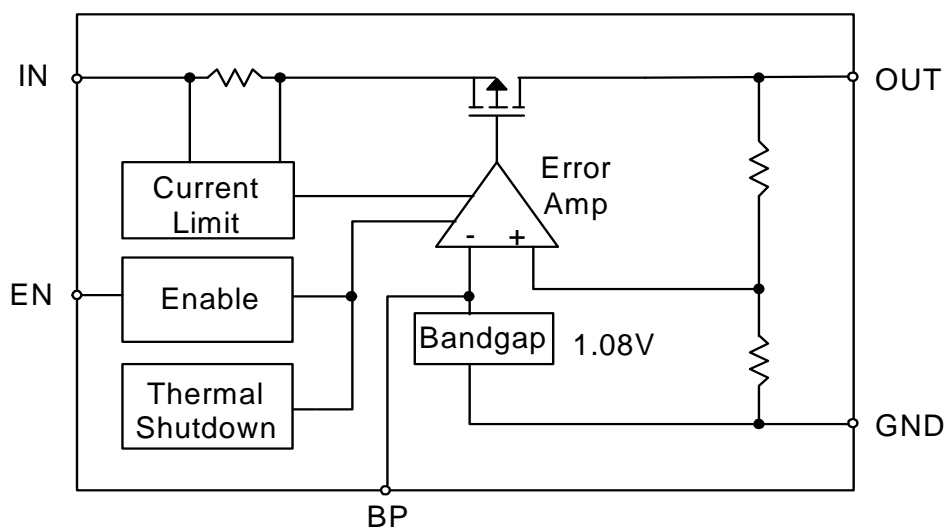 IN
OUT
Error
Amp
Current
Limit
- +
EN
Enable
Bandgap
1.08V
Thermal
Shutdown
GND
BP